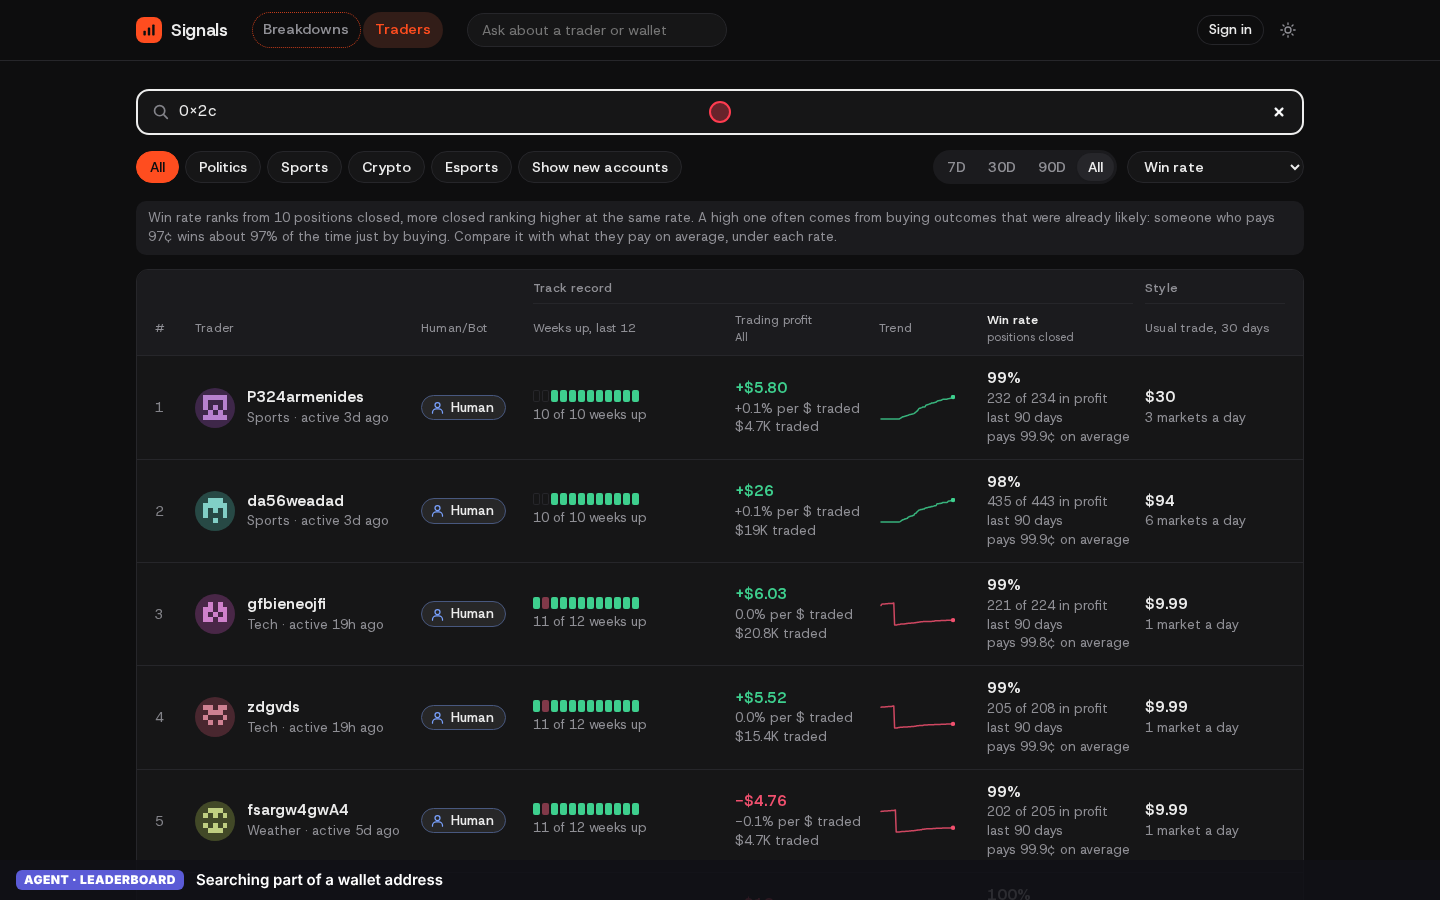 Signals
Breakdowns
Traders
Ask about a trader or wallet
Sign in
0×2c
×
All
Politics
Sports
Crypto
Esports
Show new accounts
7D
30D
90D
All
Win rate
Win rate ranks from 10 positions closed, more closed ranking higher at the same rate. A high one often comes from buying outcomes that were already likely: someone who pays
97¢ wins about 97% of the time just by buying. Compare it with what they pay on average, under each rate.
Track record
Style
#
Trader
Human/Bot
Weeks up, last 12
Trading profit
All
Trend
Win rate
positions closed
Usual trade, 30 days
1
P324armenides
Sports · active 3d ago
Human
10 of 10 weeks up
+$5.80
+0.1% per $ traded
$4.7K traded
99%
232 of 234 in profit
last 90 days
pays 99.9¢ on average
$30
3 markets a day
2
da56weadad
Sports · active 3d ago
Human
10 of 10 weeks up
+$26
+0.1% per $ traded
$19K traded
98%
435 of 443 in profit
last 90 days
pays 99.9¢ on average
$94
6 markets a day
3
gfbieneojfi
Tech · active 19h ago
Human
11 of 12 weeks up
+$6.03
0.0% per $ traded
$20.8K traded
99%
221 of 224 in profit
last 90 days
pays 99.8¢ on average
$9.99
1 market a day
4
zdgvds
Tech · active 19h ago
Human
11 of 12 weeks up
+$5.52
0.0% per $ traded
$15.4K traded
99%
205 of 208 in profit
last 90 days
pays 99.9¢ on average
$9.99
1 market a day
5
fsargw4gwA4
Weather · active 5d ago
Human
11 of 12 weeks up
−$4.76
−0.1% per $ traded
$4.7K traded
99%
202 of 205 in profit
last 90 days
pays 99.9¢ on average
$9.99
1 market a day
100%
AGENT · LEADERBOARD
Searching part of a wallet address